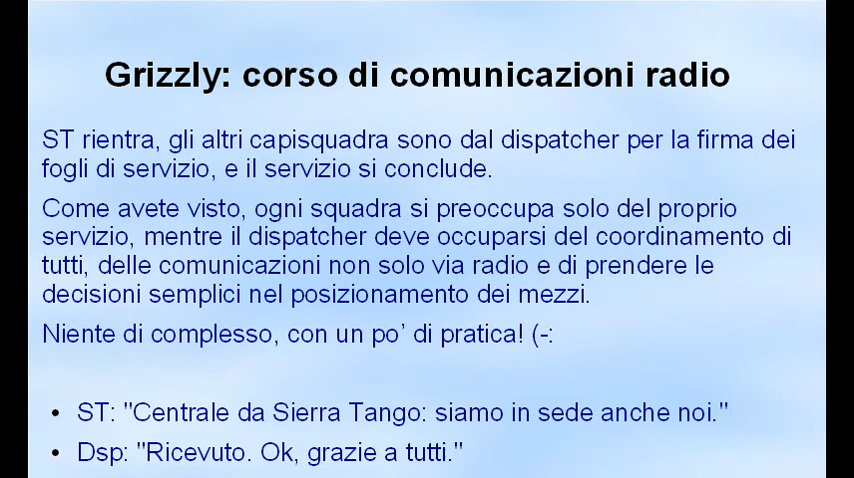 Grizzly: corso di comunicazioni radio
ST rientra, gli altri capisquadra sono dal dispatcher per la firma dei
fogli di servizio, e il servizio si conclude.
Come avete visto, ogni squadra si preoccupa solo del proprio
servizio, mentre il dispatcher deve occuparsi del coordinamento di
tutti, delle comunicazioni non solo via radio e di prendere le
decisioni semplici nel posizionamento dei mezzi.
Niente di complesso, con un po’ di pratica! (-:
• ST: "Centrale da Sierra Tango: siamo in sede anche noi."
• Dsp: "Ricevuto. Ok, grazie a tutti."